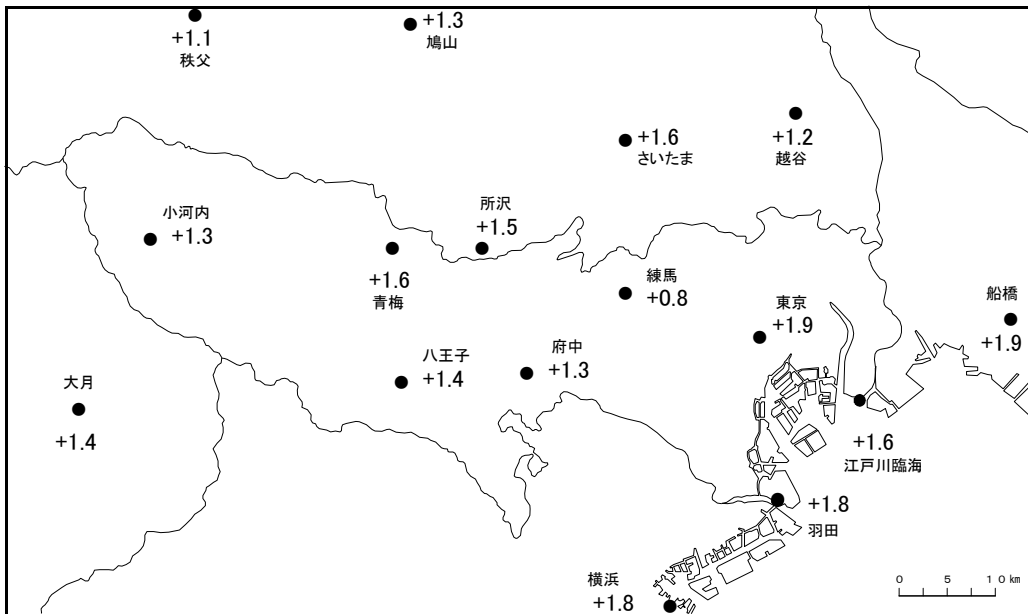 +1.1
秩父
+1.3
鳩山
+1.6
さいたま
+1.2
越谷
小河内
+1.3
所沢
+1.5
+1.6
青梅
練馬
+0.8
東京
+1.9
船橋
+1.9
大月
+1.4
八王子
+1.4
府中
+1.3
+1.6
江戸川臨海
+1.8
羽田
横浜
+1.8
0 5 10km